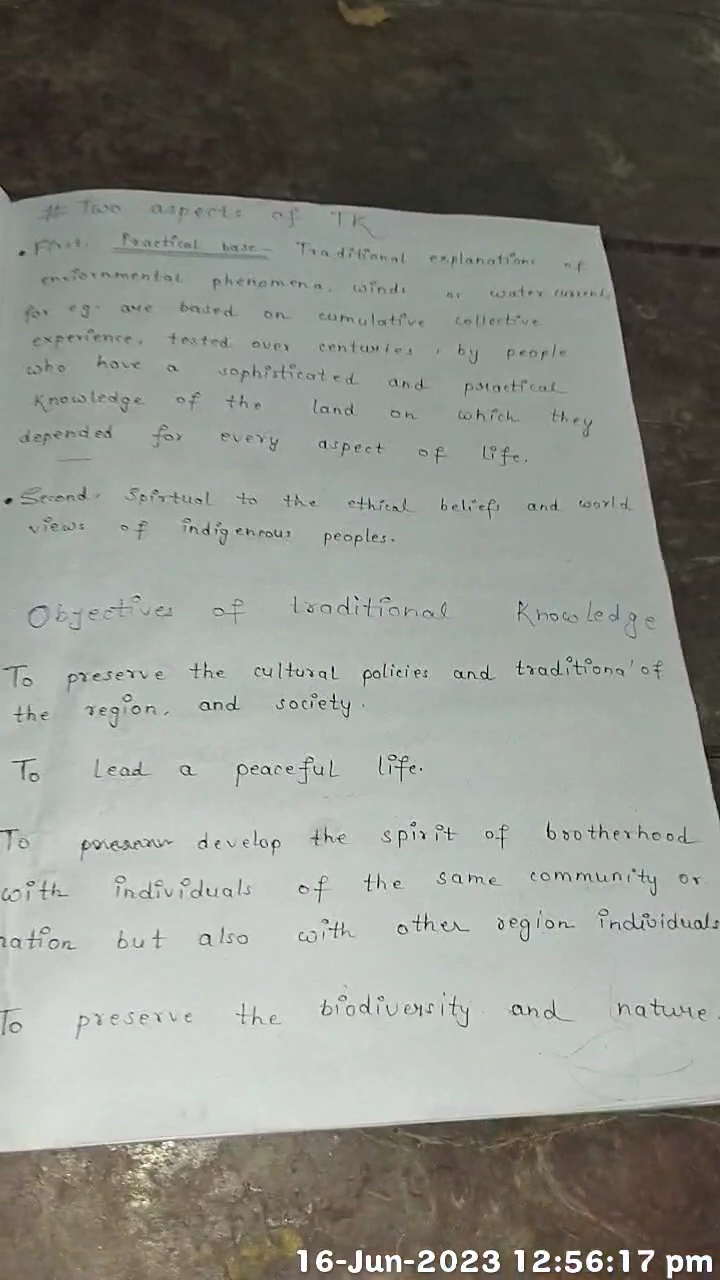 # Two aspects of TK
• First. Practical base - Traditional explanations of
enviornmental phenomena. winds or water currents
for eg. are based on cumulative collective
experience, tested over centuries, by people
who have a sophisticated and practical
Knowledge of the land on which they
depended for every aspect of life.
• Second. Spirtual to the ethical beliefs and world
views of indigeneous peoples.
Objectives of traditional Knowledge
To preserve the cultural policies and traditional of
the region, and society.
To Lead a peaceful life.
To develop the spirit of brotherhood
with individuals of the same community or
nation but also with other region individuals
To preserve the biodiversity and nature.
16-Jun-2023 12:56:17 pm